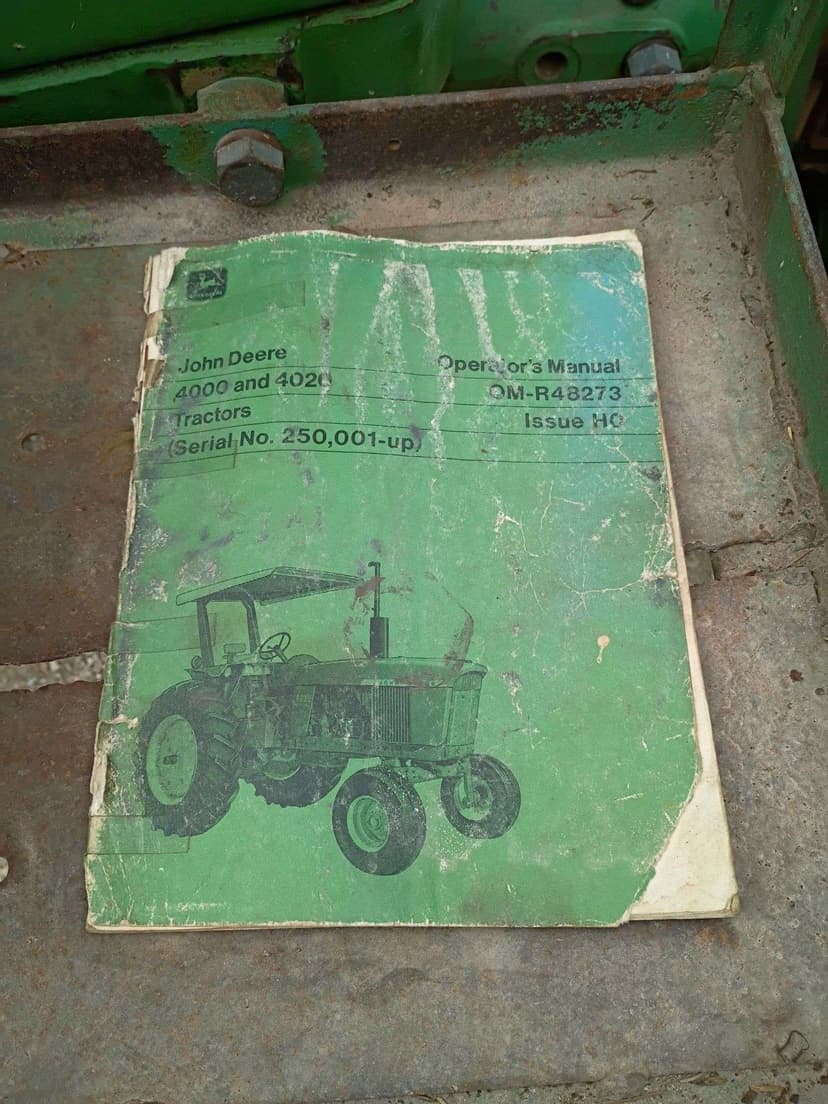 John Deere
4000 and 4020
Tractors
(Serial No. 250,001-up)
Operator's Manual
OM-R48273
Issue H0